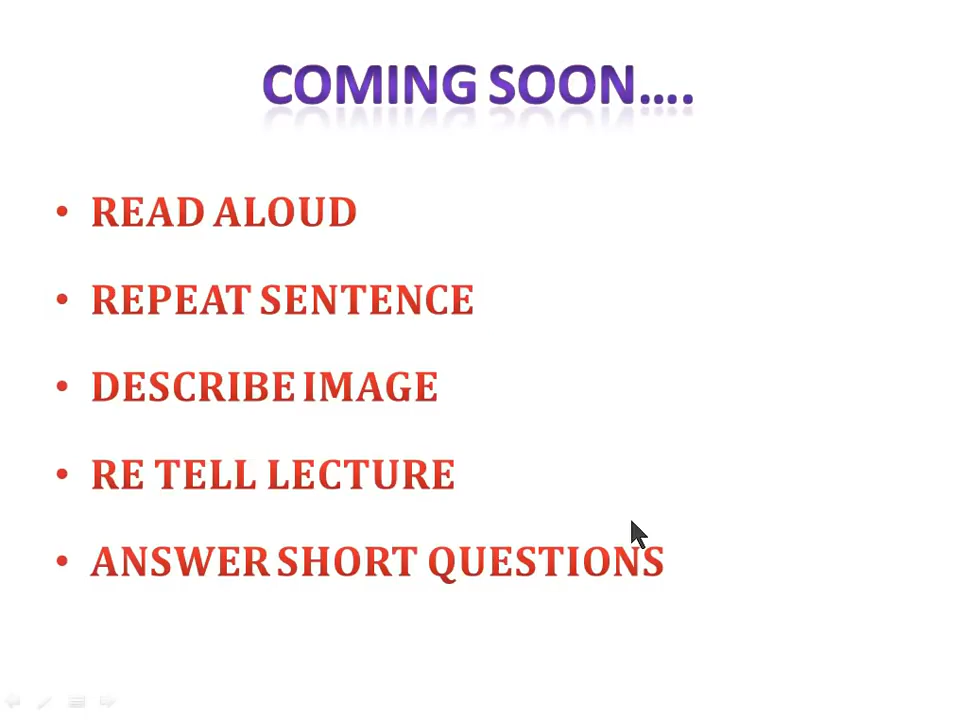 COMING SOON....
• READ ALOUD
• REPEAT SENTENCE
• DESCRIBE IMAGE
• RE TELL LECTURE
• ANSWER SHORT QUESTIONS